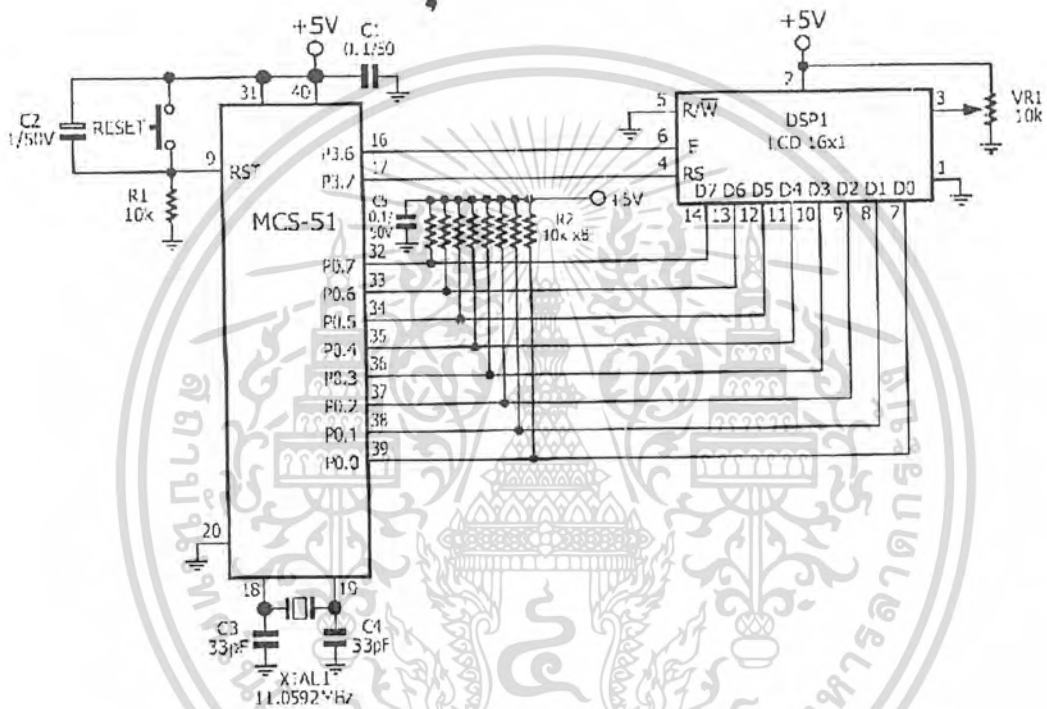 +5V
C1
0.1/50
31
40
C2
1/50V
RESET
9
RST
R1
10k
MCS-51
P3.6
16
P3.7
17
C5
0.1/
50V
+5V
R2
10k x8
32
P0.7
33
P0.6
34
P0.5
35
P0.4
36
P0.3
37
P0.2
38
P0.1
39
P0.0
20
18
19
C3
33pF
C4
33pF
XTAL1
11.0592MHz
+5V
2
5
R/W
DSP1
LCD 16x1
3
VR1
10k
6
E
4
RS
1
D7 D6 D5 D4 D3 D2 D1 D0
14 13 12 11 10 9 8 7